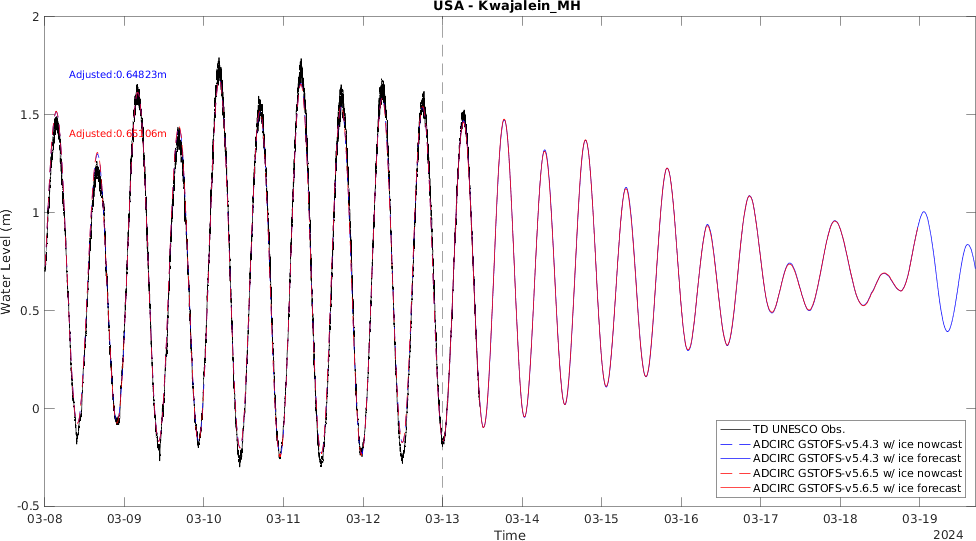 USA - Kwajalein_MH
2
1.5
1
0.5
0
-0.5
Water Level (m)
Adjusted:0.64823m
Adjusted:0.66106m
TD UNESCO Obs.
ADCIRC GSTOFS-v5.4.3 w/ ice nowcast
ADCIRC GSTOFS-v5.4.3 w/ ice forecast
ADCIRC GSTOFS-v5.6.5 w/ ice nowcast
ADCIRC GSTOFS-v5.6.5 w/ ice forecast
03-08 03-09 03-10 03-11 03-12 03-13 03-14 03-15 03-16 03-17 03-18 03-19
Time
2024